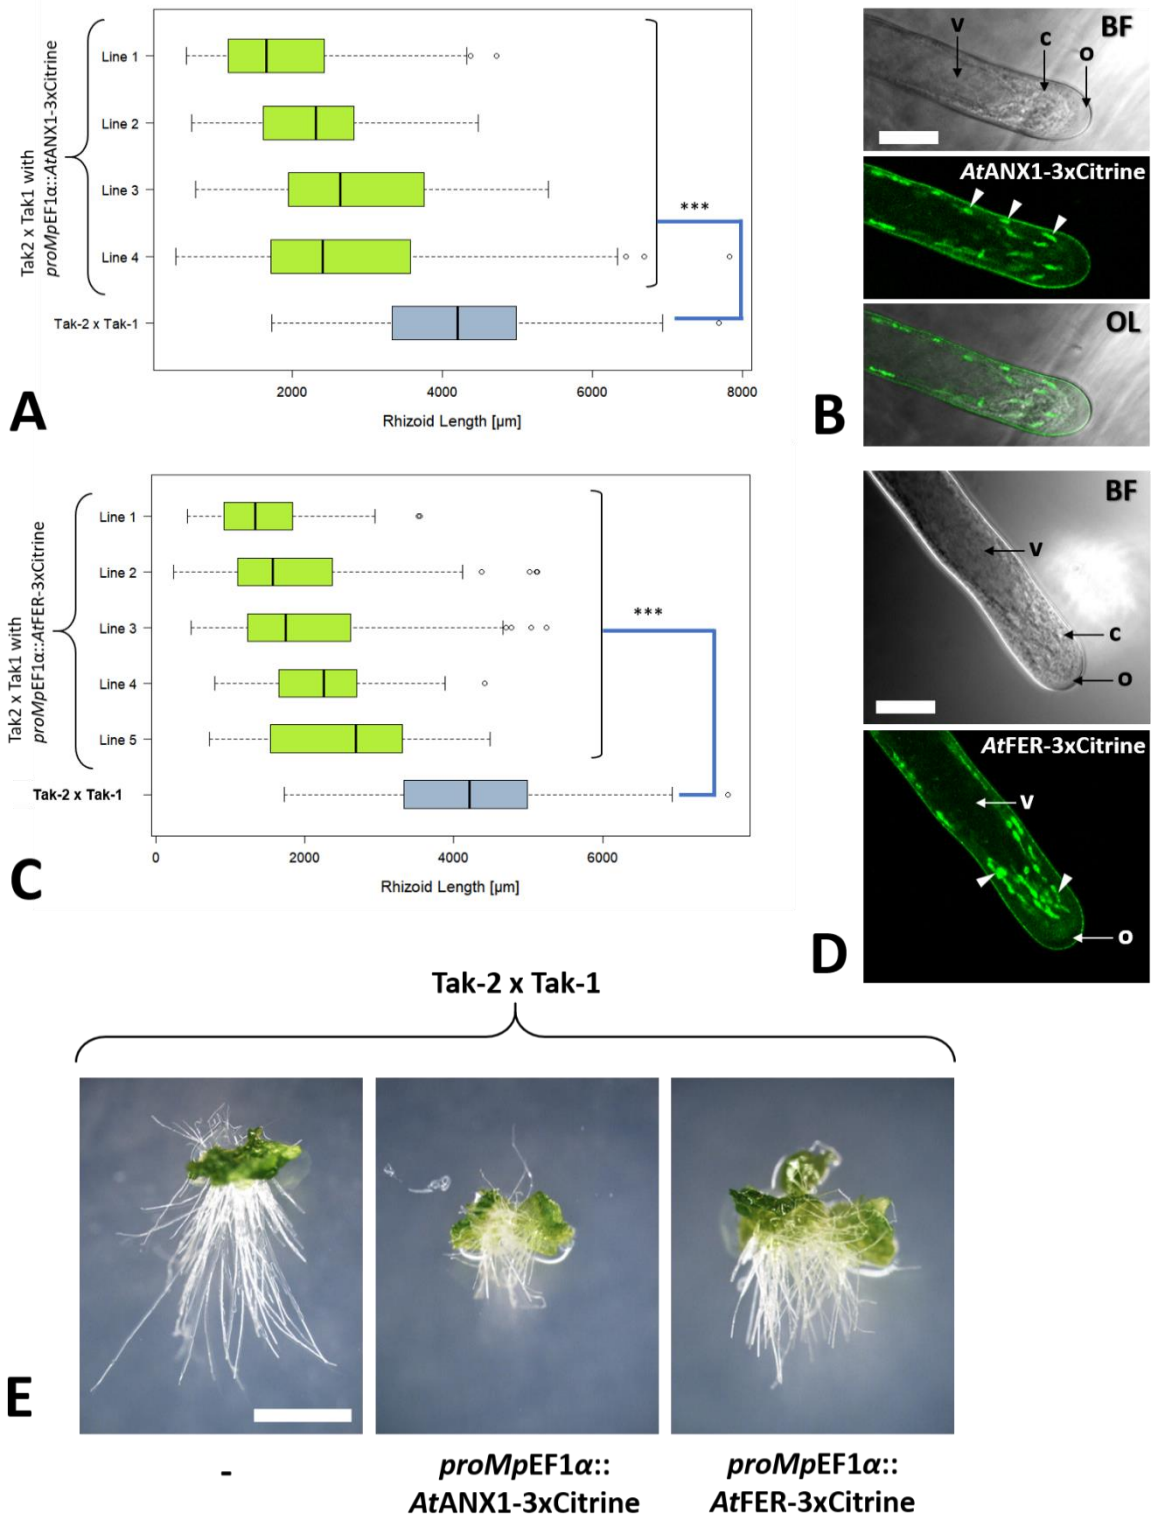 Tak2 x Tak1 with
proMpEF1α::AtANX1-3xCitrine
Line 1
Line 2
Line 3
Line 4
Tak-2 x Tak-1
***
2000
4000
6000
8000
Rhizoid Length [µm]
A
V
C
O
BF
AtANX1-3xCitrine
OL
B
Tak2 x Tak1 with
proMpEF1α::AtFER-3xCitrine
Line 1
Line 2
Line 3
Line 4
Line 5
Tak-2 x Tak-1
***
0
2000
4000
6000
Rhizoid Length [µm]
C
BF
V
C
O
AtFER-3xCitrine
V
O
D
Tak-2 x Tak-1
E
-
proMpEF1α::
AtANX1-3xCitrine
proMpEF1α::
AtFER-3xCitrine